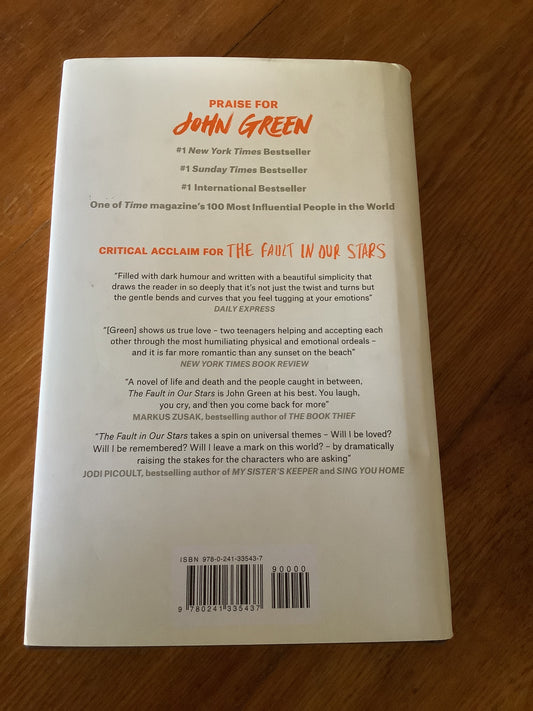 PRAISE FOR
JOHN GREEN
#1 New York Times Bestseller
#1 Sunday Times Bestseller
#1 International Bestseller
One of Time magazine's 100 Most Influential People in the World
CRITICAL ACCLAIM FOR THE FAULT IN OUR STARS
"Filled with dark humour and written with a beautiful simplicity that
draws the reader in so deeply that it's not just the twist and turns but
the gentle bends and curves that you feel tugging at your emotions"
DAILY EXPRESS
"[Green] shows us true love – two teenagers helping and accepting each
other through the most humiliating physical and emotional ordeals –
and it is far more romantic than any sunset on the beach"
NEW YORK TIMES BOOK REVIEW
"A novel of life and death and the people caught in between,
The Fault in Our Stars is John Green at his best. You laugh,
you cry, and then you come back for more"
MARKUS ZUSAK, bestselling author of THE BOOK THIEF
"The Fault in Our Stars takes a spin on universal themes – Will I be loved?
Will I be remembered? Will I leave a mark on this world? – by dramatically
raising the stakes for the characters who are asking"
JODI PICOULT, bestselling author of MY SISTER'S KEEPER and SING YOU HOME
ISBN 978-0-241-33543-7
90000
9 780241 335437